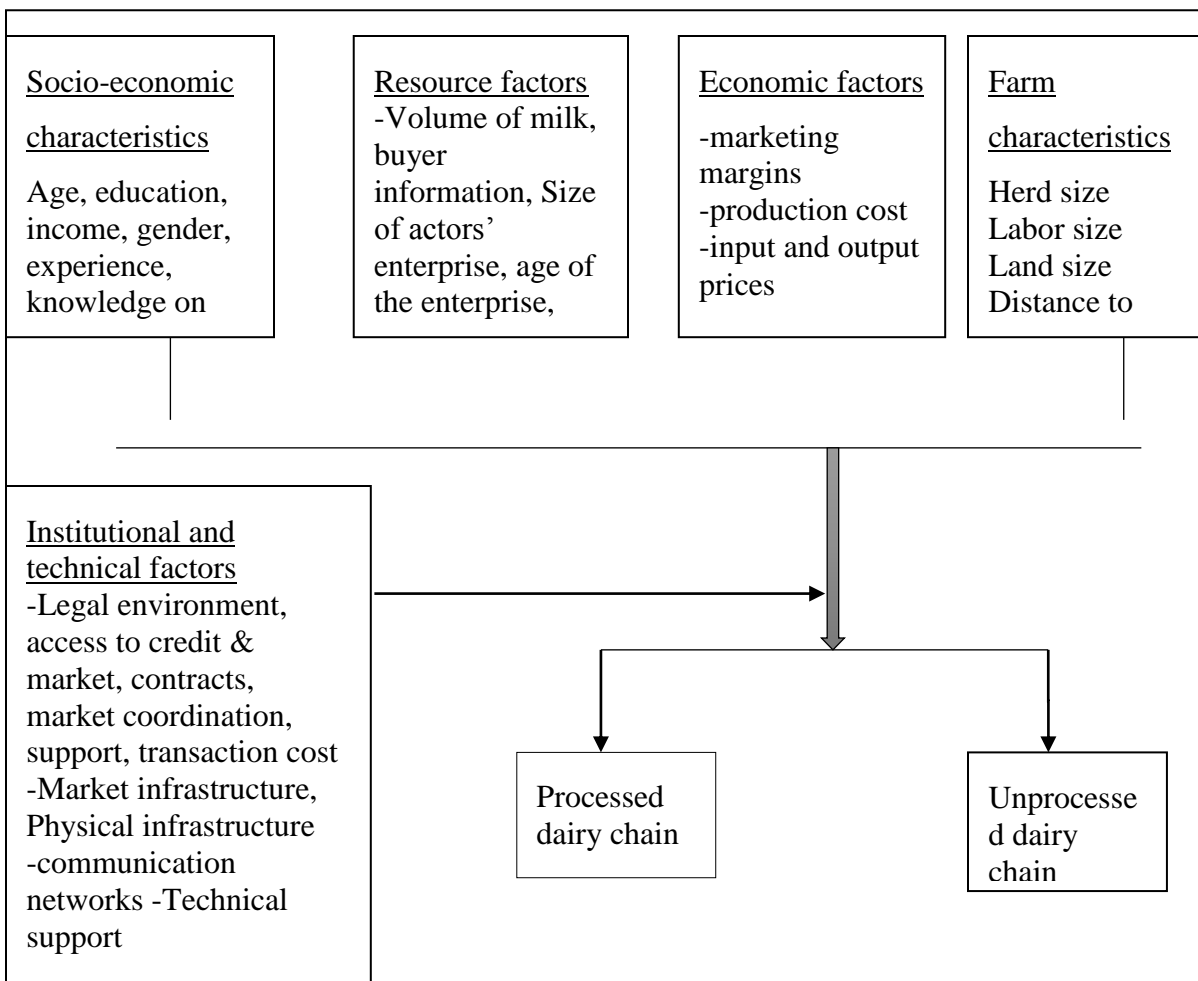 Socio-economic
characteristics
Age, education,
income, gender,
experience,
knowledge on
Resource factors
-Volume of milk,
buyer
information, Size
of actors’
enterprise, age of
the enterprise,
Economic factors
-marketing
margins
-production cost
-input and output
prices
Farm
characteristics
Herd size
Labor size
Land size
Distance to
Institutional and
technical factors
-Legal environment,
access to credit &
market, contracts,
market coordination,
support, transaction cost
-Market infrastructure,
Physical infrastructure
-communication
networks -Technical
support
Processed
dairy chain
Unprocesse
d dairy
chain